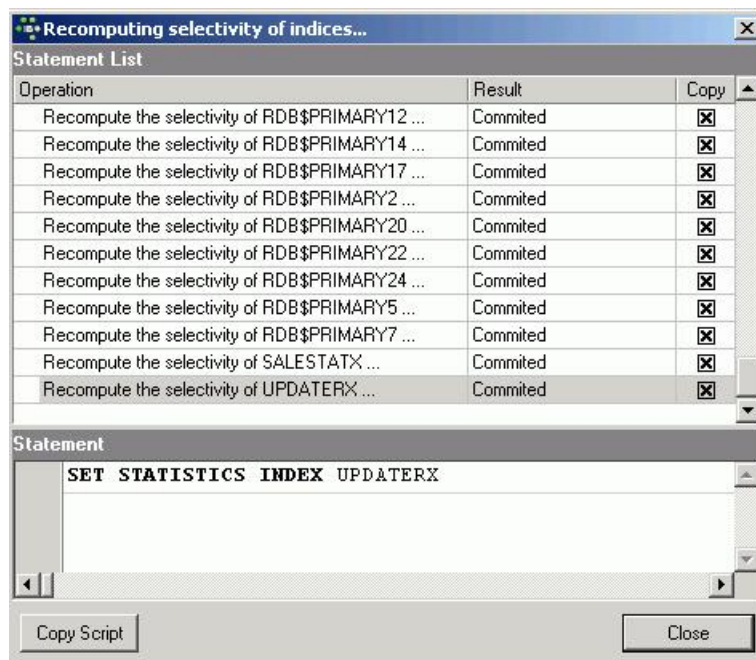 Recomputing selectivity of indices...
Statement List
Operation Result Copy
Recompute the selectivity of RDB$PRIMARY12 ... Commited
Recompute the selectivity of RDB$PRIMARY14 ... Commited
Recompute the selectivity of RDB$PRIMARY17 ... Commited
Recompute the selectivity of RDB$PRIMARY2 ... Commited
Recompute the selectivity of RDB$PRIMARY20 ... Commited
Recompute the selectivity of RDB$PRIMARY22 ... Commited
Recompute the selectivity of RDB$PRIMARY24 ... Commited
Recompute the selectivity of RDB$PRIMARY5 ... Commited
Recompute the selectivity of RDB$PRIMARY7 ... Commited
Recompute the selectivity of SALESTATX ... Commited
Recompute the selectivity of UPDATERX ... Commited
Statement
SET STATISTICS INDEX UPDATERX
Copy Script Close